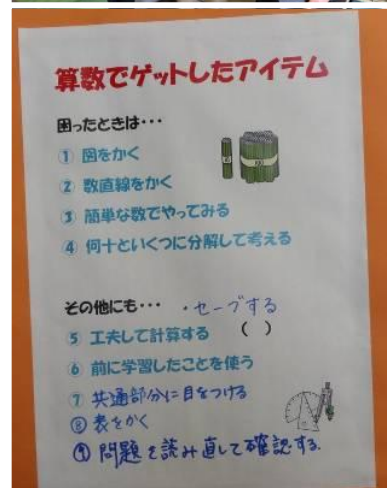 算数でゲットしたアイテム
困ったときは・・・
① 図をかく
② 数直線をかく
③ 簡単な数でやってみる
④ 何十といくつに分解して考える
その他にも・・・ ・セーブする
⑤ 工夫して計算する ( )
⑥ 前に学習したことを使う
⑦ 共通部分に目をつける
⑧ 表をかく
⑨ 問題を読み直して確認する.